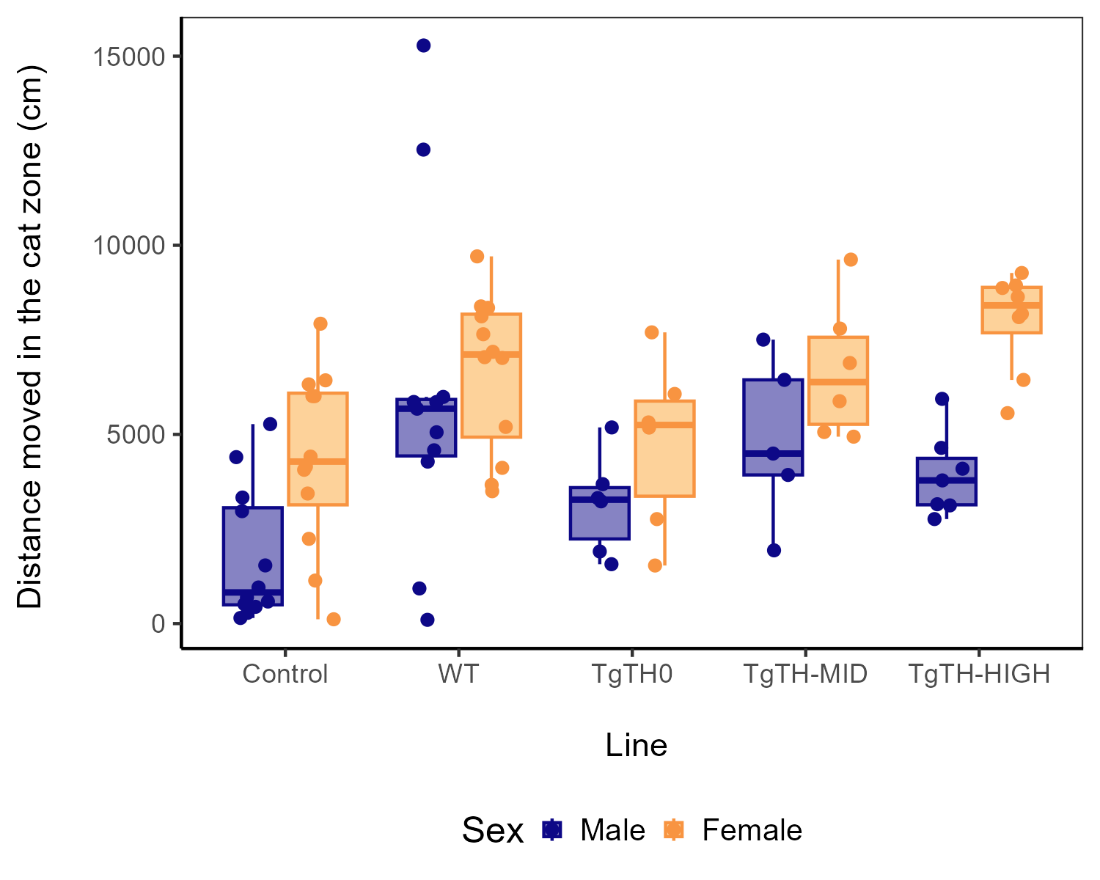 Distance moved in the cat zone (cm)
15000
10000
5000
0
Control WT TgTH0 TgTH-MID TgTH-HIGH
Line
Sex Male Female